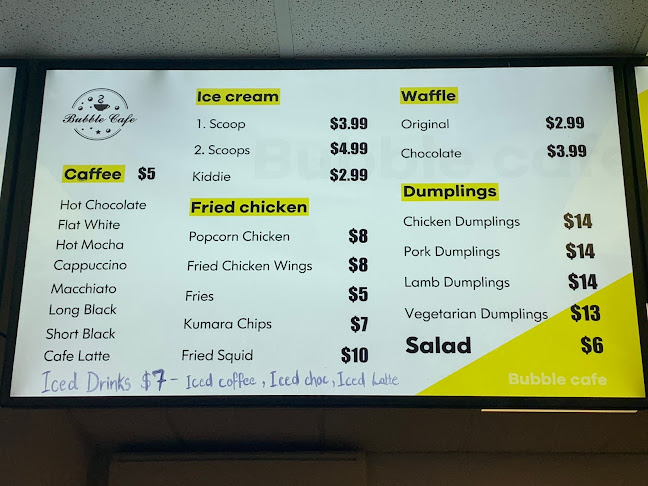 Bubble Cafe
Caffee $5
Hot Chocolate
Flat White
Hot Mocha
Cappuccino
Macchiato
Long Black
Short Black
Cafe Latte
Ice cream
1. Scoop $3.99
2. Scoops $4.99
Kiddie $2.99
Fried chicken
Popcorn Chicken $8
Fried Chicken Wings $8
Fries $5
Kumara Chips $7
Fried Squid $10
Waffle
Original $2.99
Chocolate $3.99
Dumplings
Chicken Dumplings $14
Pork Dumplings $14
Lamb Dumplings $14
Vegetarian Dumplings $13
Salad $6
Iced Drinks $7 - Iced coffee, Iced choc, Iced Latte
Bubble cafe
Bubble cafe